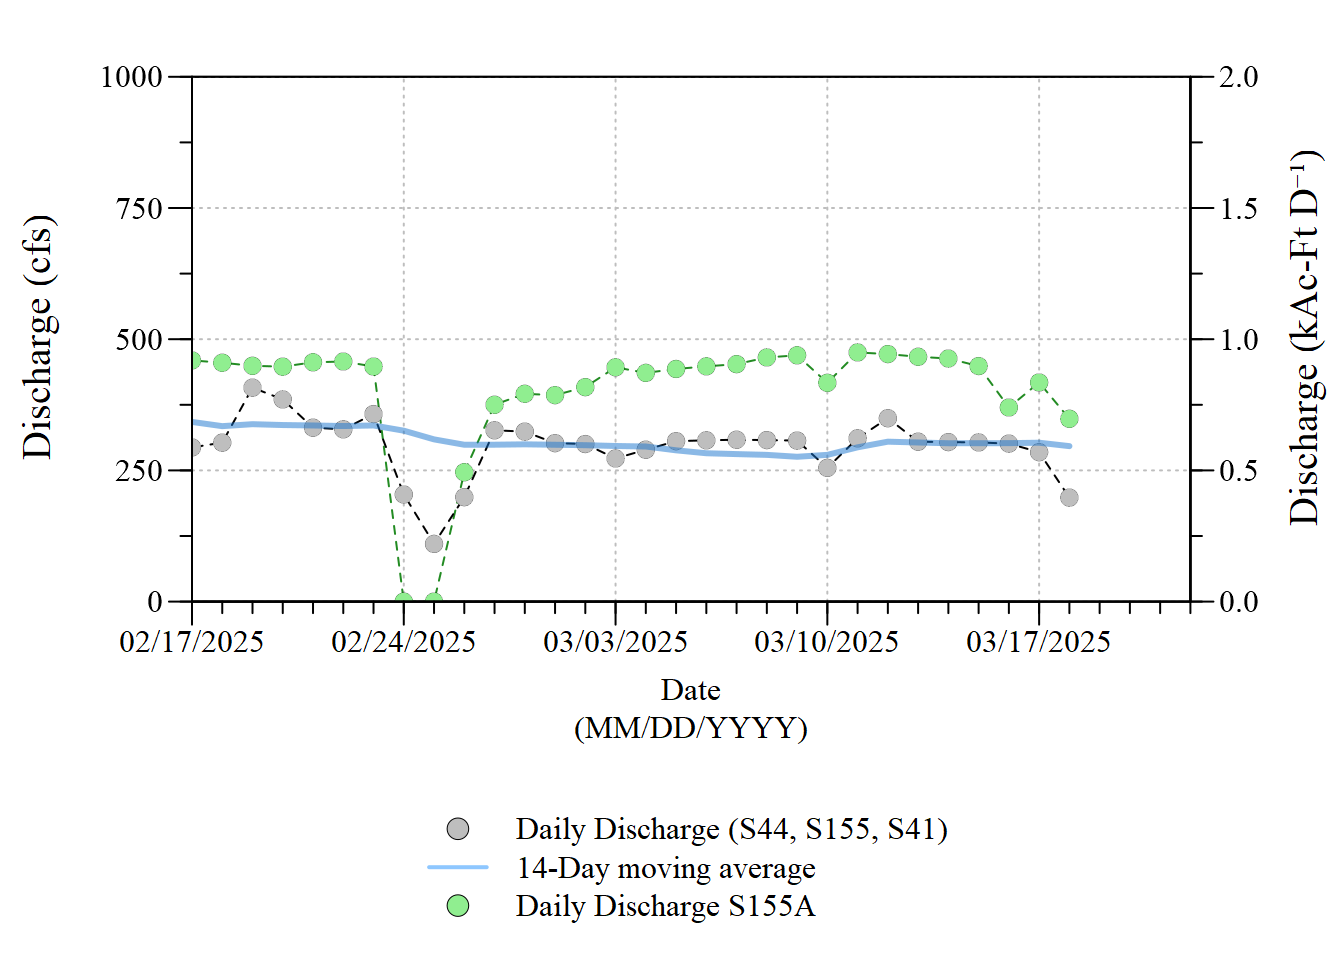 1000
750
500
250
0
Discharge (cfs)
2.0
1.5
1.0
0.5
0.0
Discharge (kAc-Ft D⁻¹)
02/17/2025
02/24/2025
03/03/2025
03/10/2025
03/17/2025
Date
(MM/DD/YYYY)
Daily Discharge (S44, S155, S41)
14-Day moving average
Daily Discharge S155A